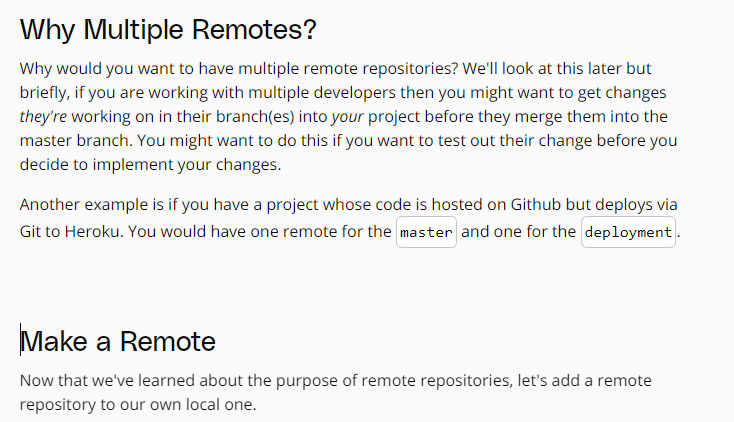 Why Multiple Remotes?
Why would you want to have multiple remote repositories? We'll look at this later but
briefly, if you are working with multiple developers then you might want to get changes
they're working on in their branch(es) into your project before they merge them into the
master branch. You might want to do this if you want to test out their change before you
decide to implement your changes.
Another example is if you have a project whose code is hosted on Github but deploys via
Git to Heroku. You would have one remote for the master and one for the deployment.
Make a Remote
Now that we've learned about the purpose of remote repositories, let's add a remote
repository to our own local one.